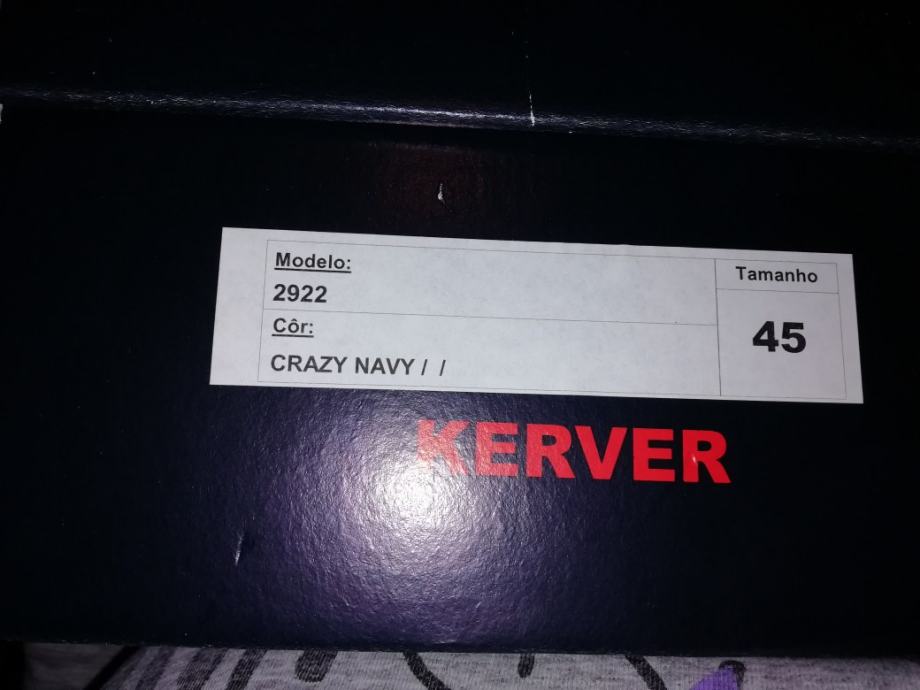 Modelo:
2922
Côr:
CRAZY NAVY / /
Tamanho
45
KERVER